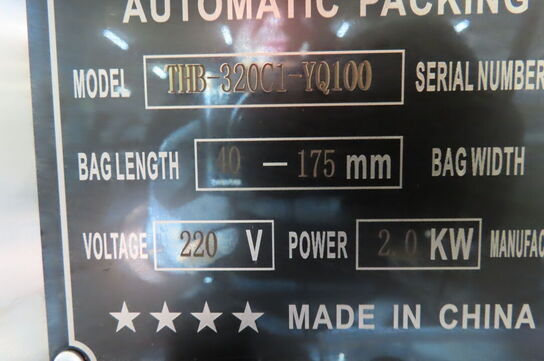 AUTOMATIC PACKING
MODEL THB-320C1-YQ100 SERIAL NUMBER
BAG LENGTH 40 - 175 mm BAG WIDTH
VOLTAGE 220 V POWER 2.0 KW MANUFAC
★★★★ MADE IN CHINA